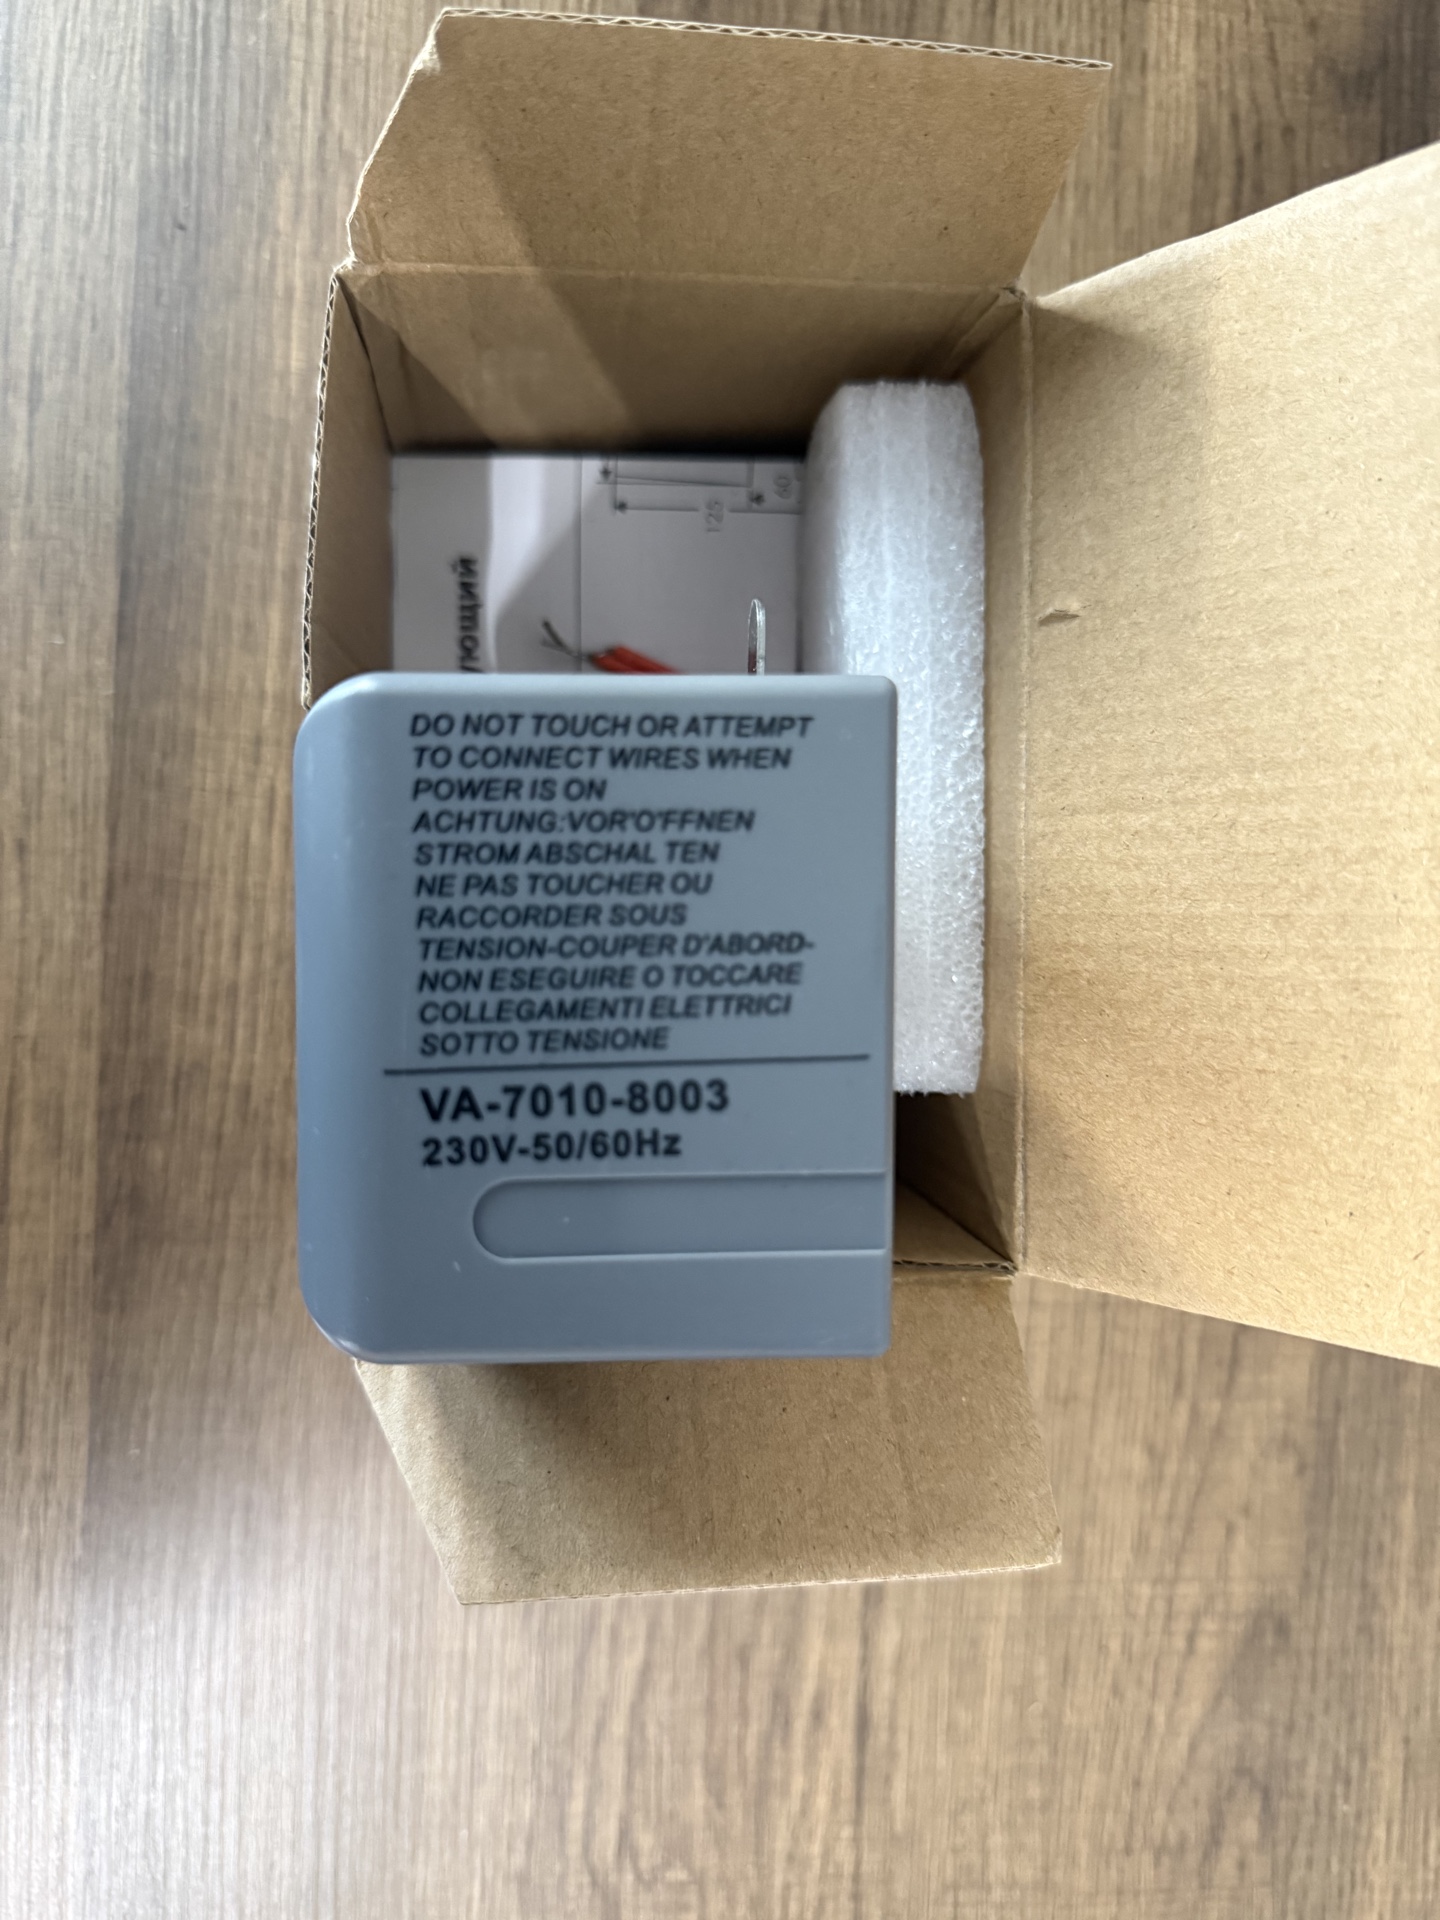 125
60
DO NOT TOUCH OR ATTEMPT
TO CONNECT WIRES WHEN
POWER IS ON
ACHTUNG:VOR'O'FFNEN
STROM ABSCHAL TEN
NE PAS TOUCHER OU
RACCORDER SOUS
TENSION-COUPER D'ABORD-
NON ESEGUIRE O TOCCARE
COLLEGAMENTI ELETTRICI
SOTTO TENSIONE
VA-7010-8003
230V-50/60Hz